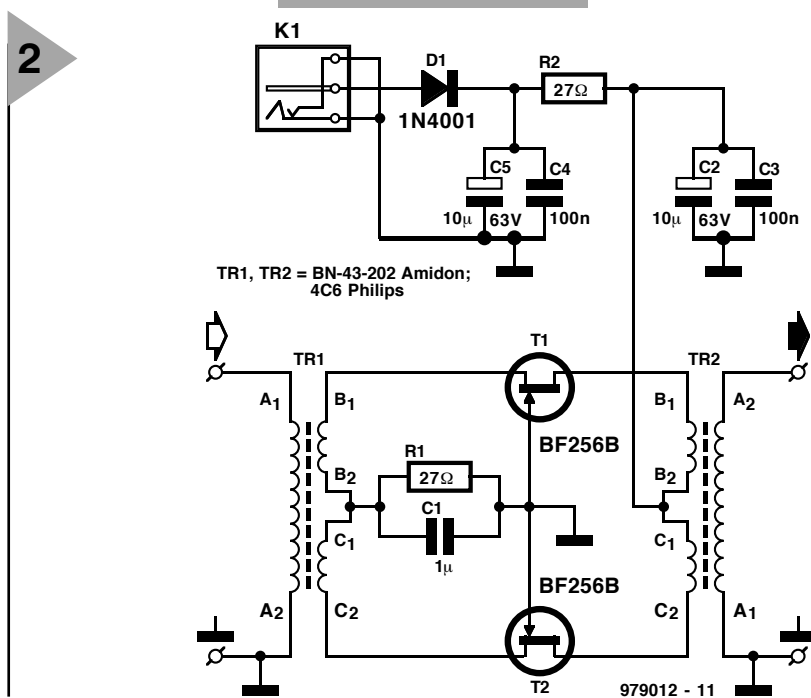 2
K1
D1
1N4001
R2
27Ω
C5
10µ 63V
C4
100n
C2
10µ 63V
C3
100n
TR1, TR2 = BN-43-202 Amidon;
4C6 Philips
TR1
A1
A2
B1
B2
C1
C2
R1
27Ω
C1
1µ
T1
BF256B
BF256B
T2
TR2
B1
B2
C1
C2
A2
A1
979012 - 11